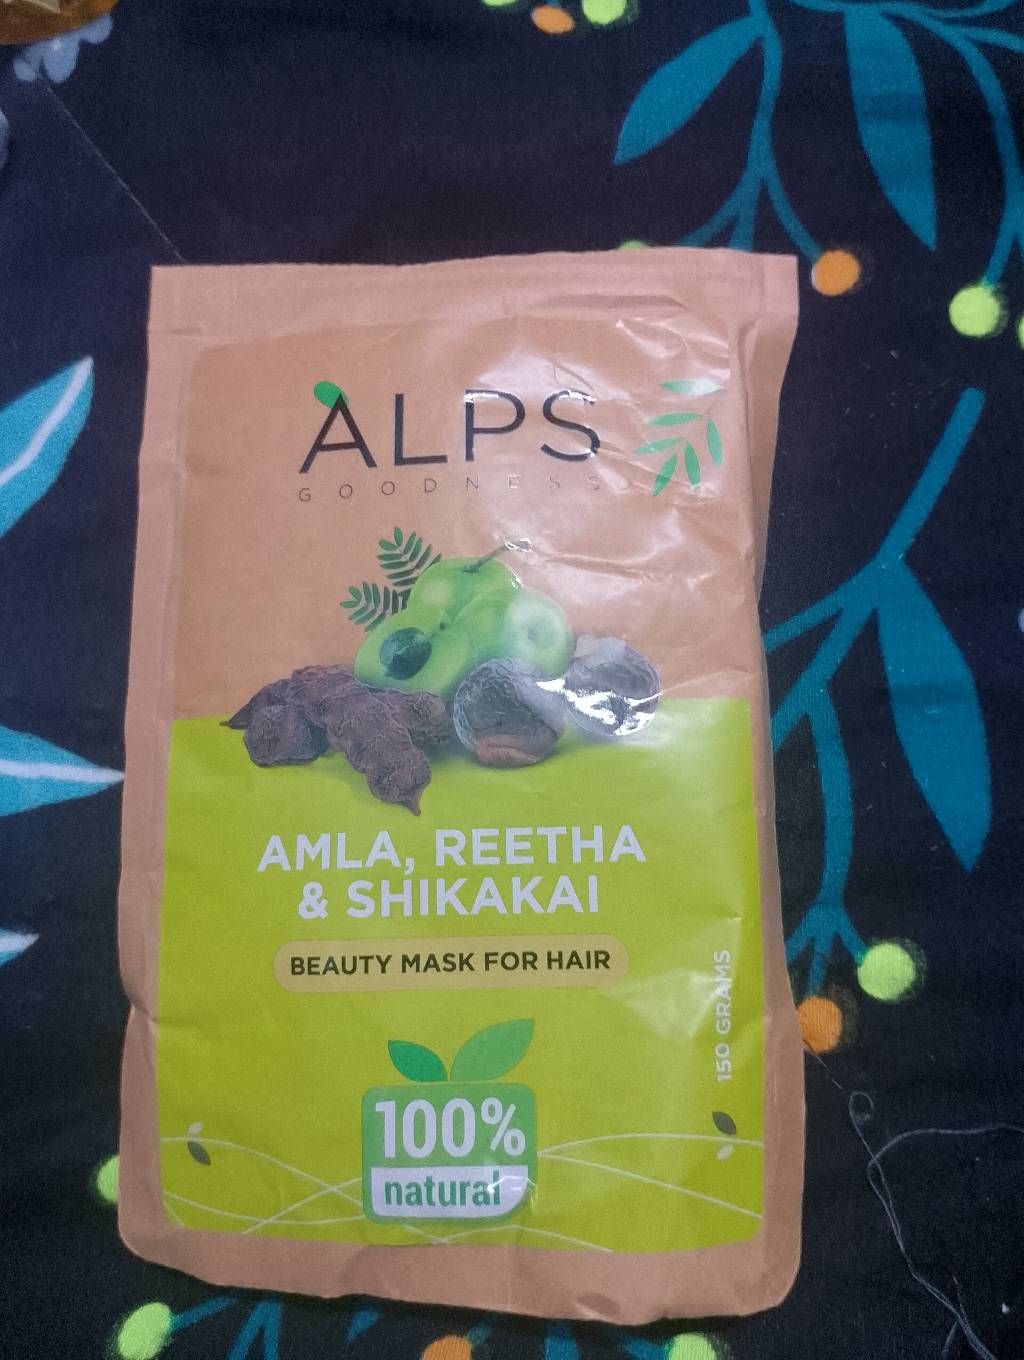 ALPS
GOODNESS
AMLA, REETHA
& SHIKAKAI
BEAUTY MASK FOR HAIR
150 GRAMS
100%
natural